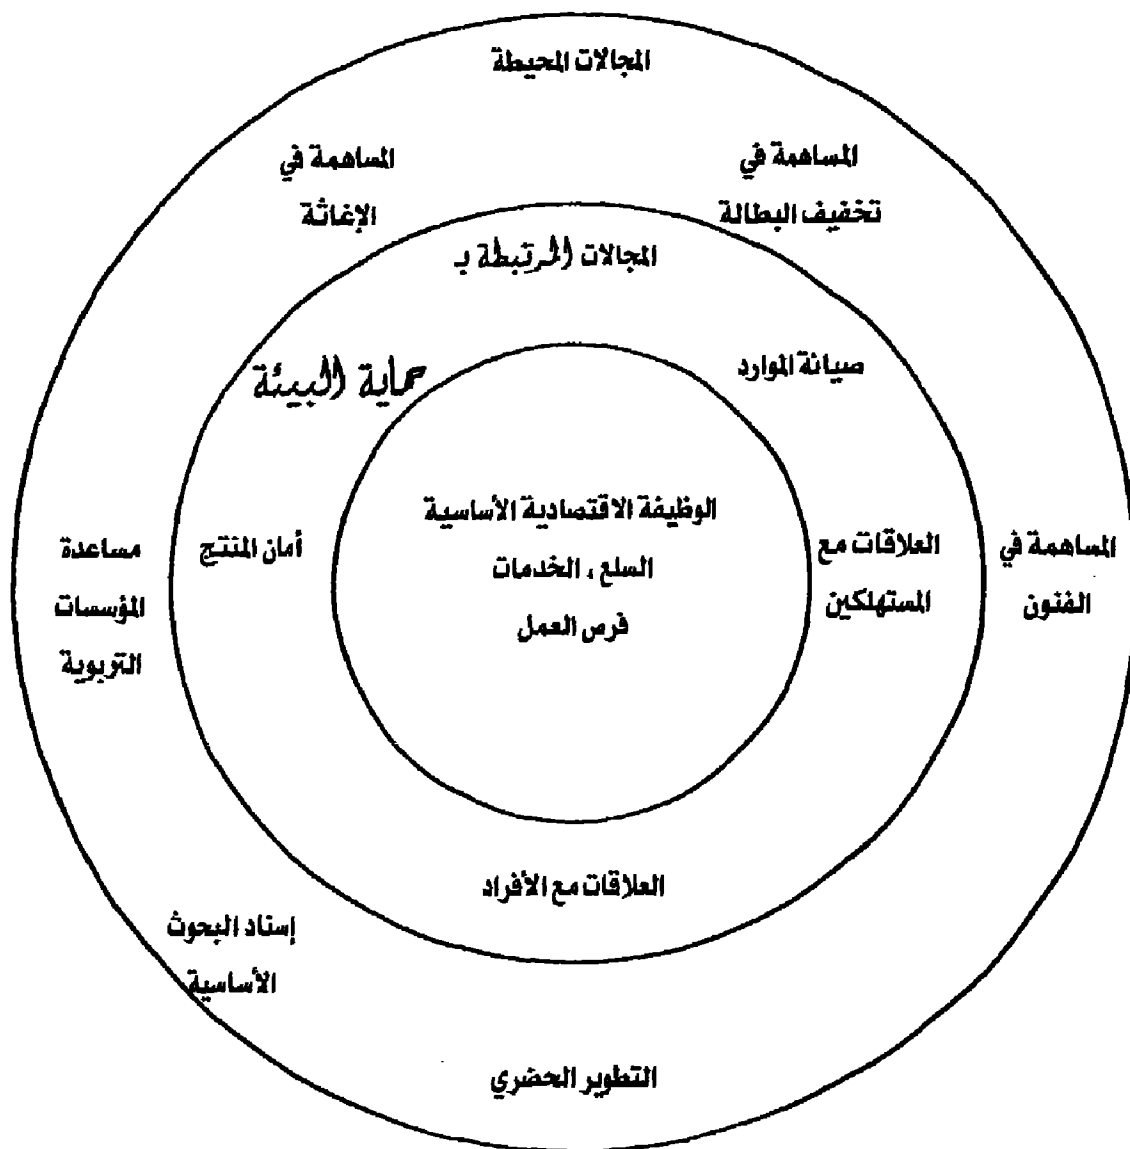 المجالات المحيطة
المساهمة في
تخفيف البطالة
المساهمة في
الإغاثة
المجالات المرتبطة بـ
صيانة الموارد
حماية البيئة
الوظيفة الاقتصادية الأساسية
السلع ، الخدمات
فرص العمل
المساهمة في
الفنون
العلاقات مع
المستهلكين
أمان المنتج
مساعدة
المؤسسات
التربوية
العلاقات مع الأفراد
إسناد البحوث
الأساسية
التطوير الحضري